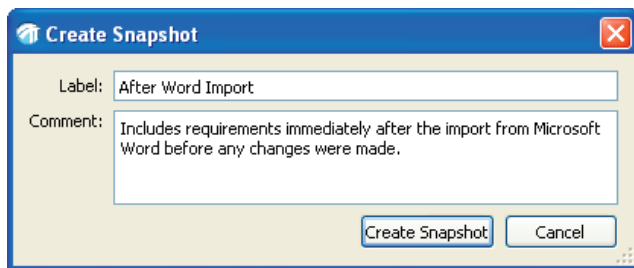 Create Snapshot
Label: After Word Import
Comment: Includes requirements immediately after the import from Microsoft
Word before any changes were made.
Create Snapshot Cancel